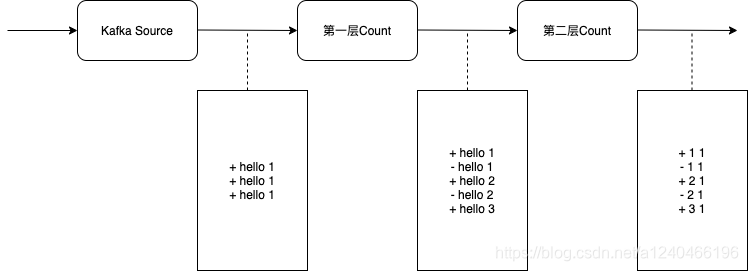 Kafka Source
第一层Count
第二层Count
+ hello 1
+ hello 1
+ hello 1
+ hello 1
- hello 1
+ hello 2
- hello 2
+ hello 3
+ 1 1
- 1 1
+ 2 1
- 2 1
+ 3 1
https://blog.csdn.net/a1240466196